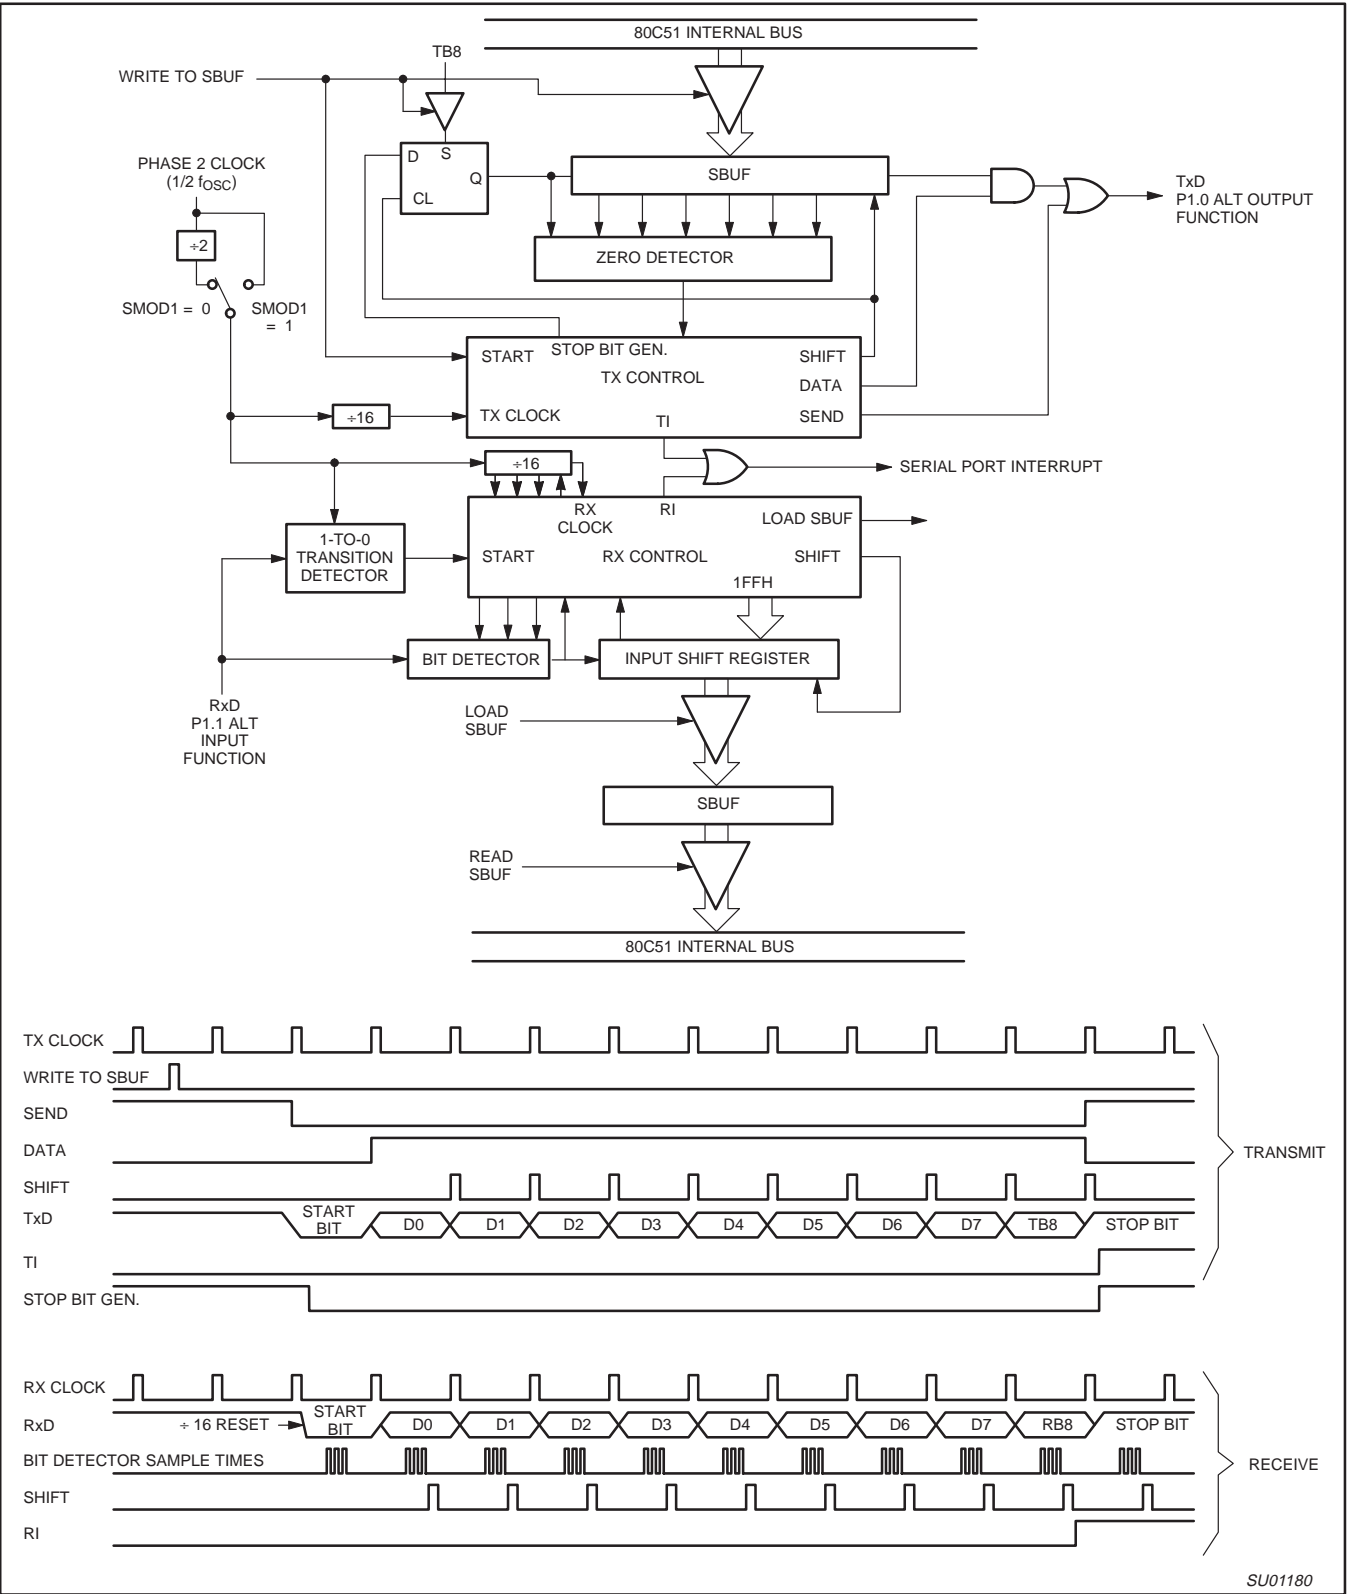 80C51 INTERNAL BUS
TB8
WRITE TO SBUF
D
S
Q
CL
PHASE 2 CLOCK
(1/2 fOSC)
÷2
SMOD1 = 0
SMOD1
= 1
SBUF
ZERO DETECTOR
TxD
P1.0 ALT OUTPUT
FUNCTION
START
STOP BIT GEN.
SHIFT
TX CONTROL
DATA
÷16
TX CLOCK
TI
SEND
÷16
SERIAL PORT INTERRUPT
RX
CLOCK
RI
LOAD SBUF
1-TO-0
TRANSITION
DETECTOR
START
RX CONTROL
SHIFT
1FFH
BIT DETECTOR
INPUT SHIFT REGISTER
RxD
P1.1 ALT
INPUT
FUNCTION
LOAD
SBUF
SBUF
READ
SBUF
80C51 INTERNAL BUS
TX CLOCK
WRITE TO SBUF
SEND
DATA
TRANSMIT
SHIFT
TxD
START
BIT
D0
D1
D2
D3
D4
D5
D6
D7
TB8
STOP BIT
TI
STOP BIT GEN.
RX CLOCK
RxD
÷ 16 RESET
START
BIT
D0
D1
D2
D3
D4
D5
D6
D7
RB8
STOP BIT
BIT DETECTOR SAMPLE TIMES
RECEIVE
SHIFT
RI
SU01180